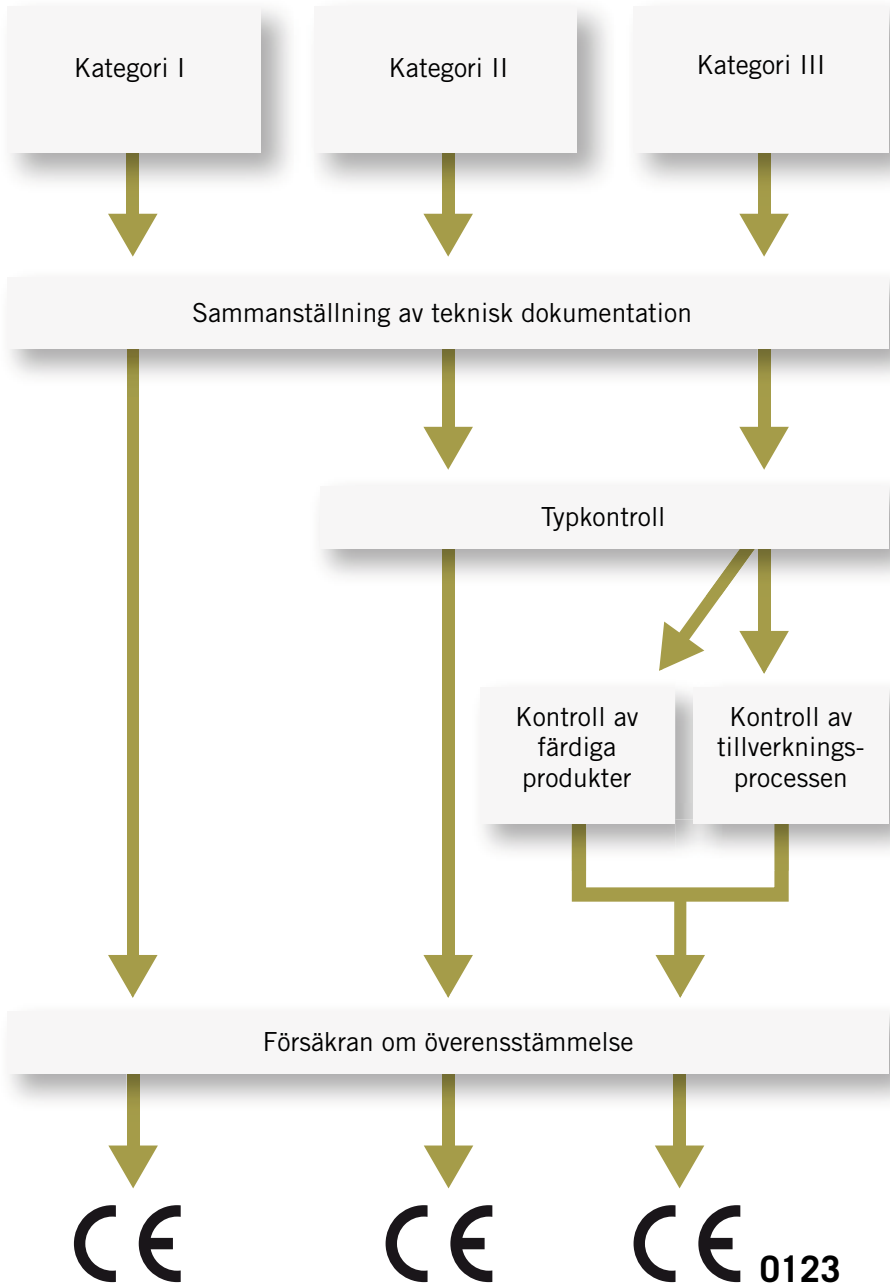 Kategori I
Kategori II
Kategori III
Sammanställning av teknisk dokumentation
Typkontroll
Kontroll av
färdiga
produkter
Kontroll av
tillverknings-
processen
Försäkran om överensstämmelse
CE
CE
CE 0123